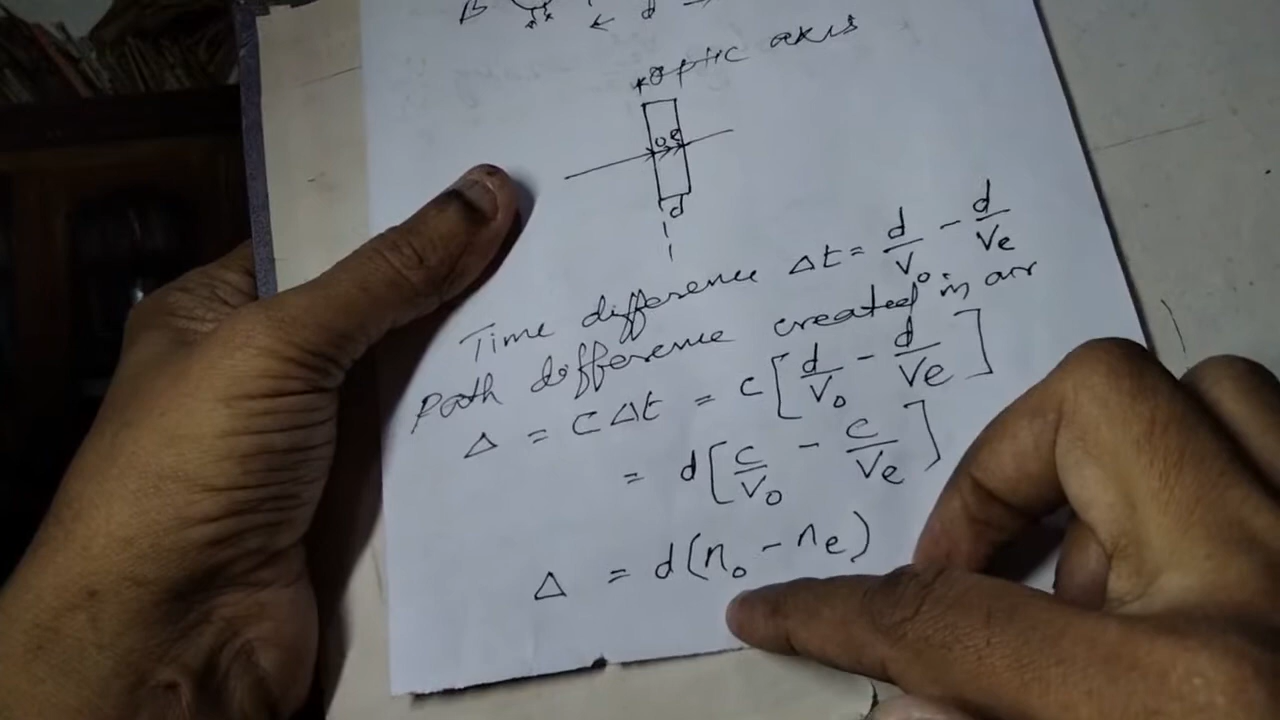 d
optic axis
o e
d
Time difference Δt = d/v₀ - d/vₑ
path difference created in air
Δ = cΔt = c[d/v₀ - d/vₑ]
= d[c/v₀ - c/vₑ]
Δ = d(n₀ - nₑ)